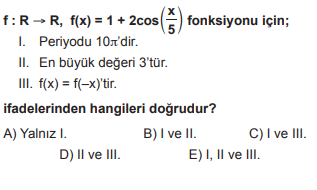 f : R → R, f(x) = 1 + 2cos(x/5) fonksiyonu için;
I. Periyodu 10π'dir.
II. En büyük değeri 3'tür.
III. f(x) = f(–x)'tir.
ifadelerinden hangileri doğrudur?
A) Yalnız I. B) I ve II. C) I ve III.
D) II ve III. E) I, II ve III.